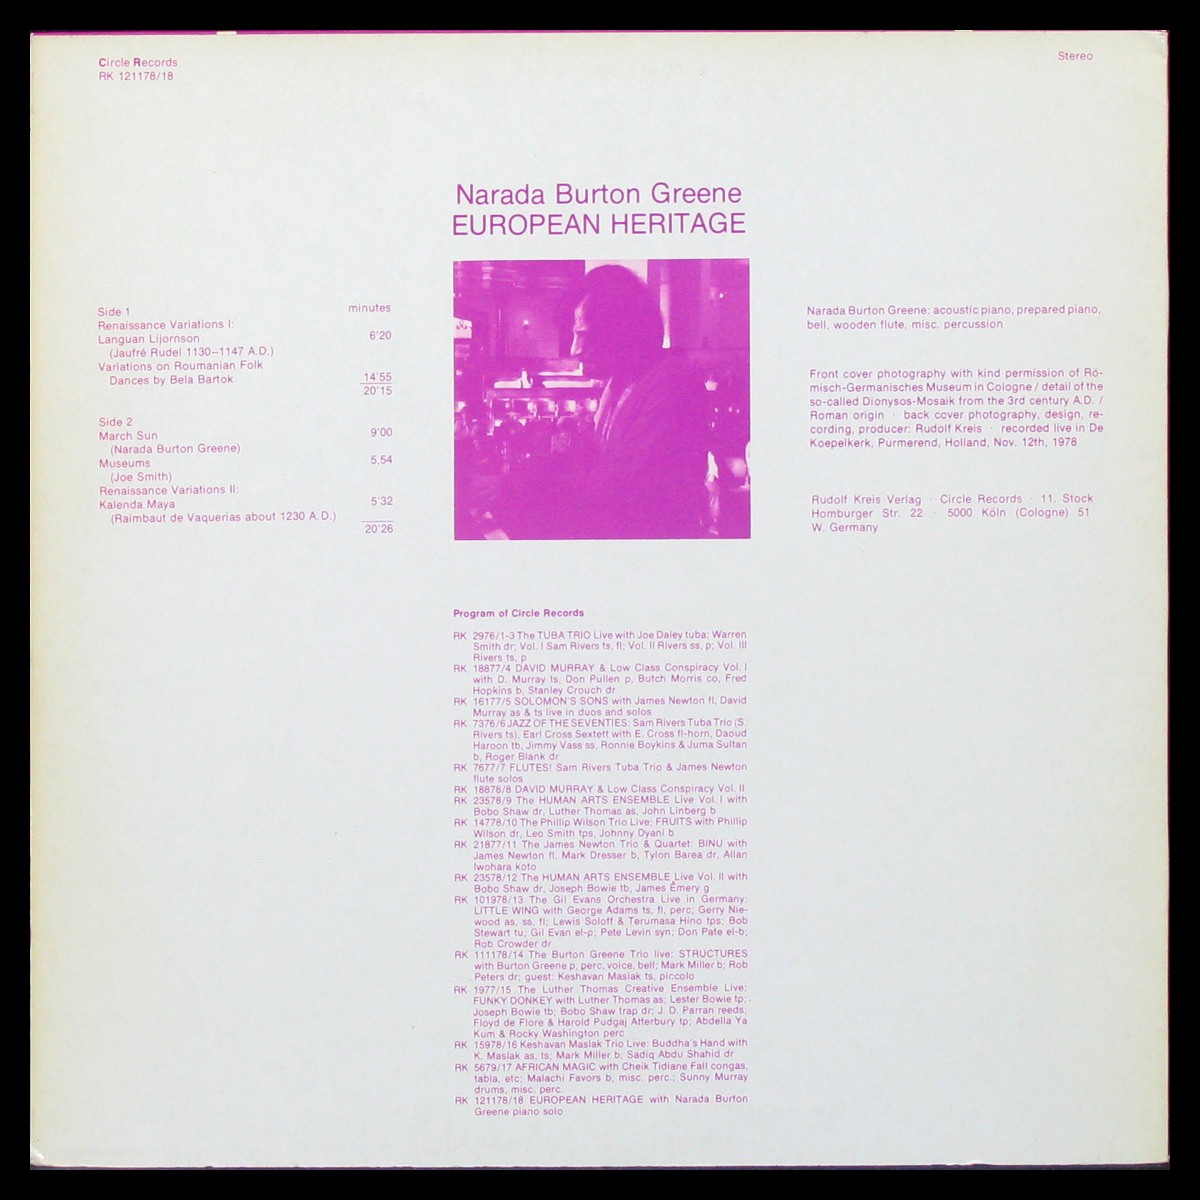 Circle Records
RK 121178/18
Stereo
Narada Burton Greene
EUROPEAN HERITAGE
Side 1 minutes
Renaissance Variations I:
Languan Lijornson 6'20
(Jaufré Rudel 1130–1147 A.D.)
Variations on Roumanian Folk
Dances by Bela Bartok 14'55
20'15
Side 2
March Sun 9'00
(Narada Burton Greene)
Museums 5,54
(Joe Smith)
Renaissance Variations II:
Kalenda Maya 5'32
(Raimbaut de Vaquerias about 1230 A.D.)
20'26
Narada Burton Greene: acoustic piano, prepared piano,
bell, wooden flute, misc. percussion
Front cover photography with kind permission of Rö-
misch-Germanisches Museum in Cologne / detail of the
so-called Dionysos-Mosaik from the 3rd century A.D. /
Roman origin · back cover photography, design, re-
cording, producer: Rudolf Kreis · recorded live in De
Koepelkerk, Purmerend, Holland, Nov. 12th, 1978
Rudolf Kreis Verlag · Circle Records · 11. Stock
Homburger Str. 22 · 5000 Köln (Cologne) 51
W. Germany
Program of Circle Records
RK 2976/1-3 The TUBA TRIO Live with Joe Daley tuba; Warren
Smith dr; Vol. I Sam Rivers ts, fl; Vol. II Rivers ss, p; Vol. III
Rivers ts, p
RK 18877/4 DAVID MURRAY & Low Class Conspiracy Vol. I
with D. Murray ts, Don Pullen p, Butch Morris co, Fred
Hopkins b, Stanley Crouch dr
RK 16177/5 SOLOMON'S SONS with James Newton fl, David
Murray as & ts live in duos and solos
RK 7376/6 JAZZ OF THE SEVENTIES: Sam Rivers Tuba Trio (S.
Rivers ts), Earl Cross Sextett with E. Cross fl-horn, Daoud
Haroon tb, Jimmy Vass ss, Ronnie Boykins & Juma Sultan
b, Roger Blank dr
RK 7677/7 FLUTES! Sam Rivers Tuba Trio & James Newton
flute solos
RK 18878/8 DAVID MURRAY & Low Class Conspiracy Vol. II
RK 23578/9 The HUMAN ARTS ENSEMBLE Live Vol. I with
Bobo Shaw dr, Luther Thomas as, John Linberg b
RK 14778/10 The Phillip Wilson Trio Live; FRUITS with Phillip
Wilson dr, Leo Smith tps, Johnny Dyani b
RK 21877/11 The James Newton Trio & Quartet: BINU with
James Newton fl, Mark Dresser b, Tylon Barea dr, Allan
Iwohara koto
RK 23578/12 The HUMAN ARTS ENSEMBLE Live Vol. II with
Bobo Shaw dr, Joseph Bowie tb, James Emery g
RK 101978/13 The Gil Evans Orchestra Live in Germany:
LITTLE WING with George Adams ts, fl, perc; Gerry Nie-
wood as, ss, fl; Lewis Soloff & Terumasa Hino tps; Bob
Stewart tu; Gil Evan el-p; Pete Levin syn; Don Pate el-b;
Rob Crowder dr
RK 111178/14 The Burton Greene Trio live: STRUCTURES
with Burton Greene p, perc, voice, bell; Mark Miller b; Rob
Peters dr; guest: Keshavan Maslak ts, piccolo
RK 1977/15 The Luther Thomas Creative Ensemble Live:
FUNKY DONKEY with Luther Thomas as; Lester Bowie tp;
Joseph Bowie tb; Bobo Shaw trap dr; J. D. Parran reeds;
Floyd de Flore & Harold Pudgaj Atterbury tp; Abdella Ya
Kum & Rocky Washington perc
RK 15978/16 Keshavan Maslak Trio Live: Buddha's Hand with
K. Maslak as, ts; Mark Miller b; Sadiq Abdu Shahid dr
RK 5679/17 AFRICAN MAGIC with Cheik Tidiane Fall congas,
tabla, etc; Malachi Favors b, misc. perc.; Sunny Murray
drums, misc. perc.
RK 121178/18 EUROPEAN HERITAGE with Narada Burton
Greene piano solo